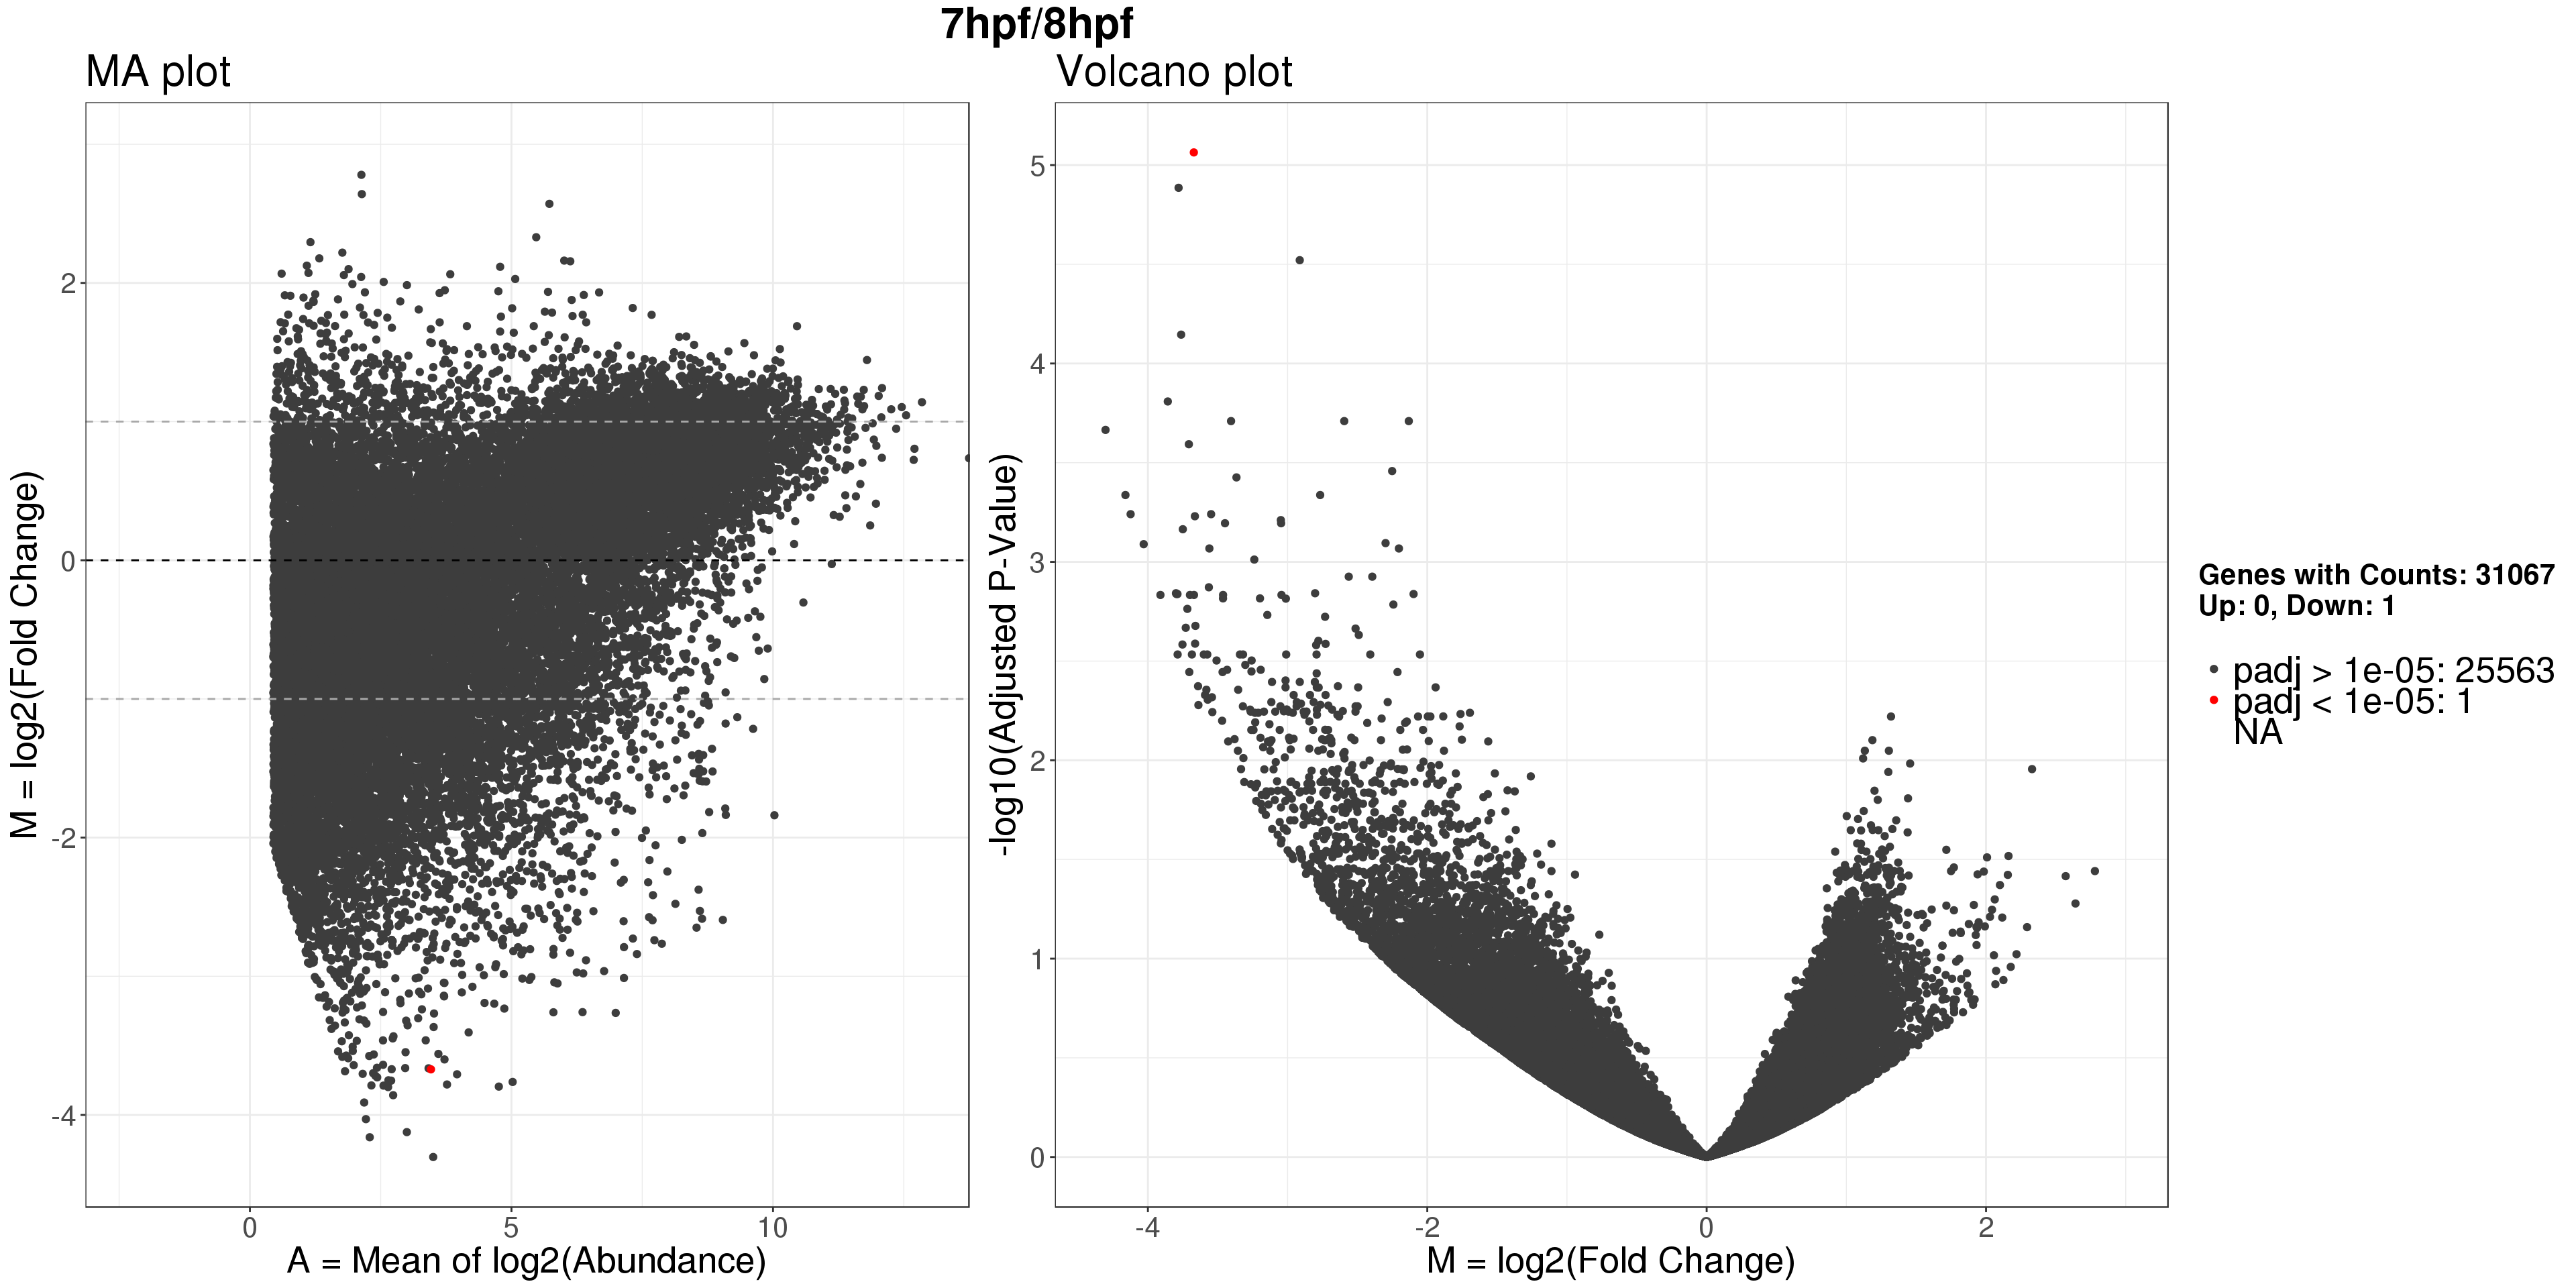 7hpf/8hpf
MA plot
Volcano plot
M = log2(Fold Change)
2
0
-2
-4
0
5
10
A = Mean of log2(Abundance)
-log10(Adjusted P-Value)
5
4
3
2
1
0
-4
-2
0
2
M = log2(Fold Change)
Genes with Counts: 31067
Up: 0, Down: 1
padj > 1e-05: 25563
padj < 1e-05: 1
NA